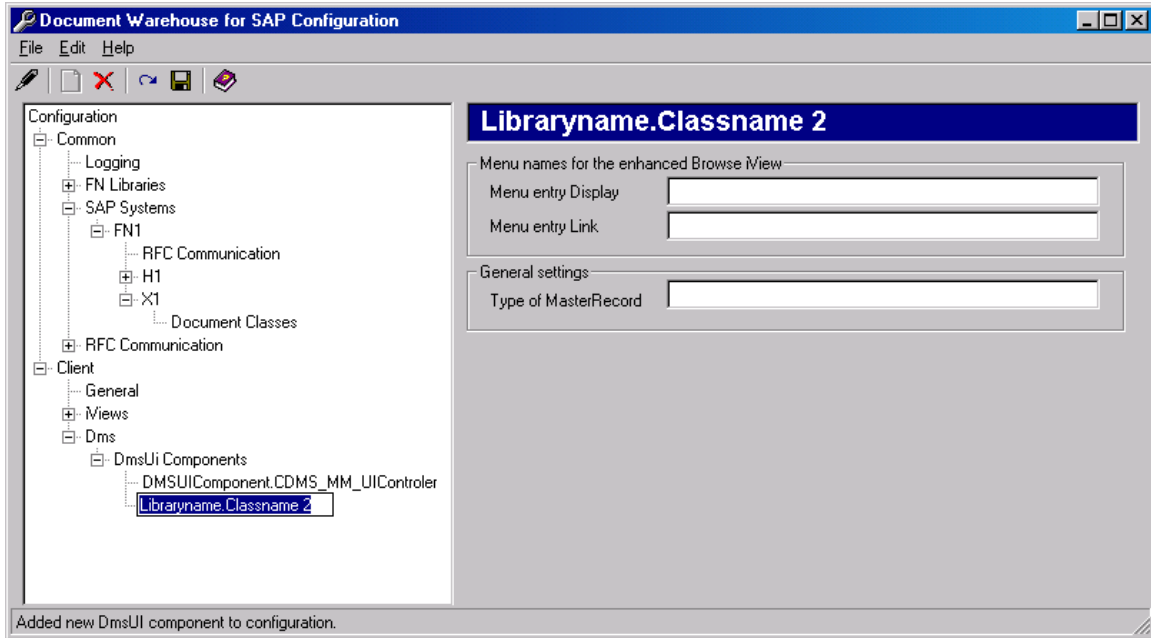 Document Warehouse for SAP Configuration
File Edit Help
Configuration
Common
Logging
FN Libraries
SAP Systems
FN1
RFC Communication
H1
X1
Document Classes
RFC Communication
Client
General
iViews
Dms
DmsUi Components
DMSUIComponent.CDMS_MM_UIControler
Libraryname.Classname 2
Libraryname.Classname 2
Menu names for the enhanced Browse iView
Menu entry Display
Menu entry Link
General settings
Type of MasterRecord
Added new DmsUI component to configuration.